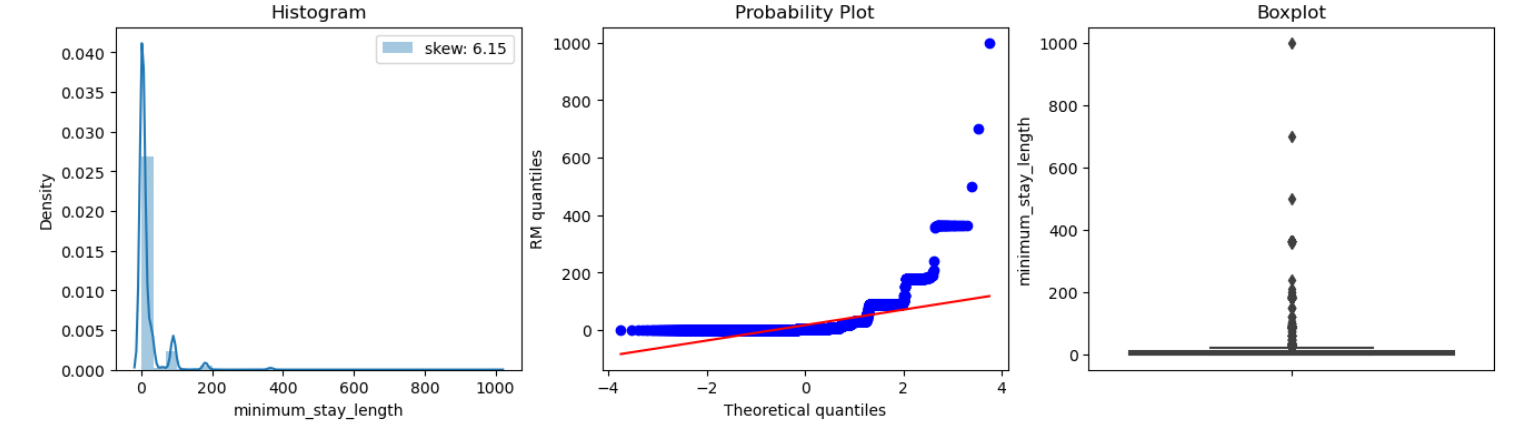 Histogram
Density
0.040
0.035
0.030
0.025
0.020
0.015
0.010
0.005
0.000
skew: 6.15
0 200 400 600 800 1000
minimum_stay_length
Probability Plot
RM quantiles
1000
800
600
400
200
0
−4 −2 0 2 4
Theoretical quantiles
Boxplot
minimum_stay_length
1000
800
600
400
200
0